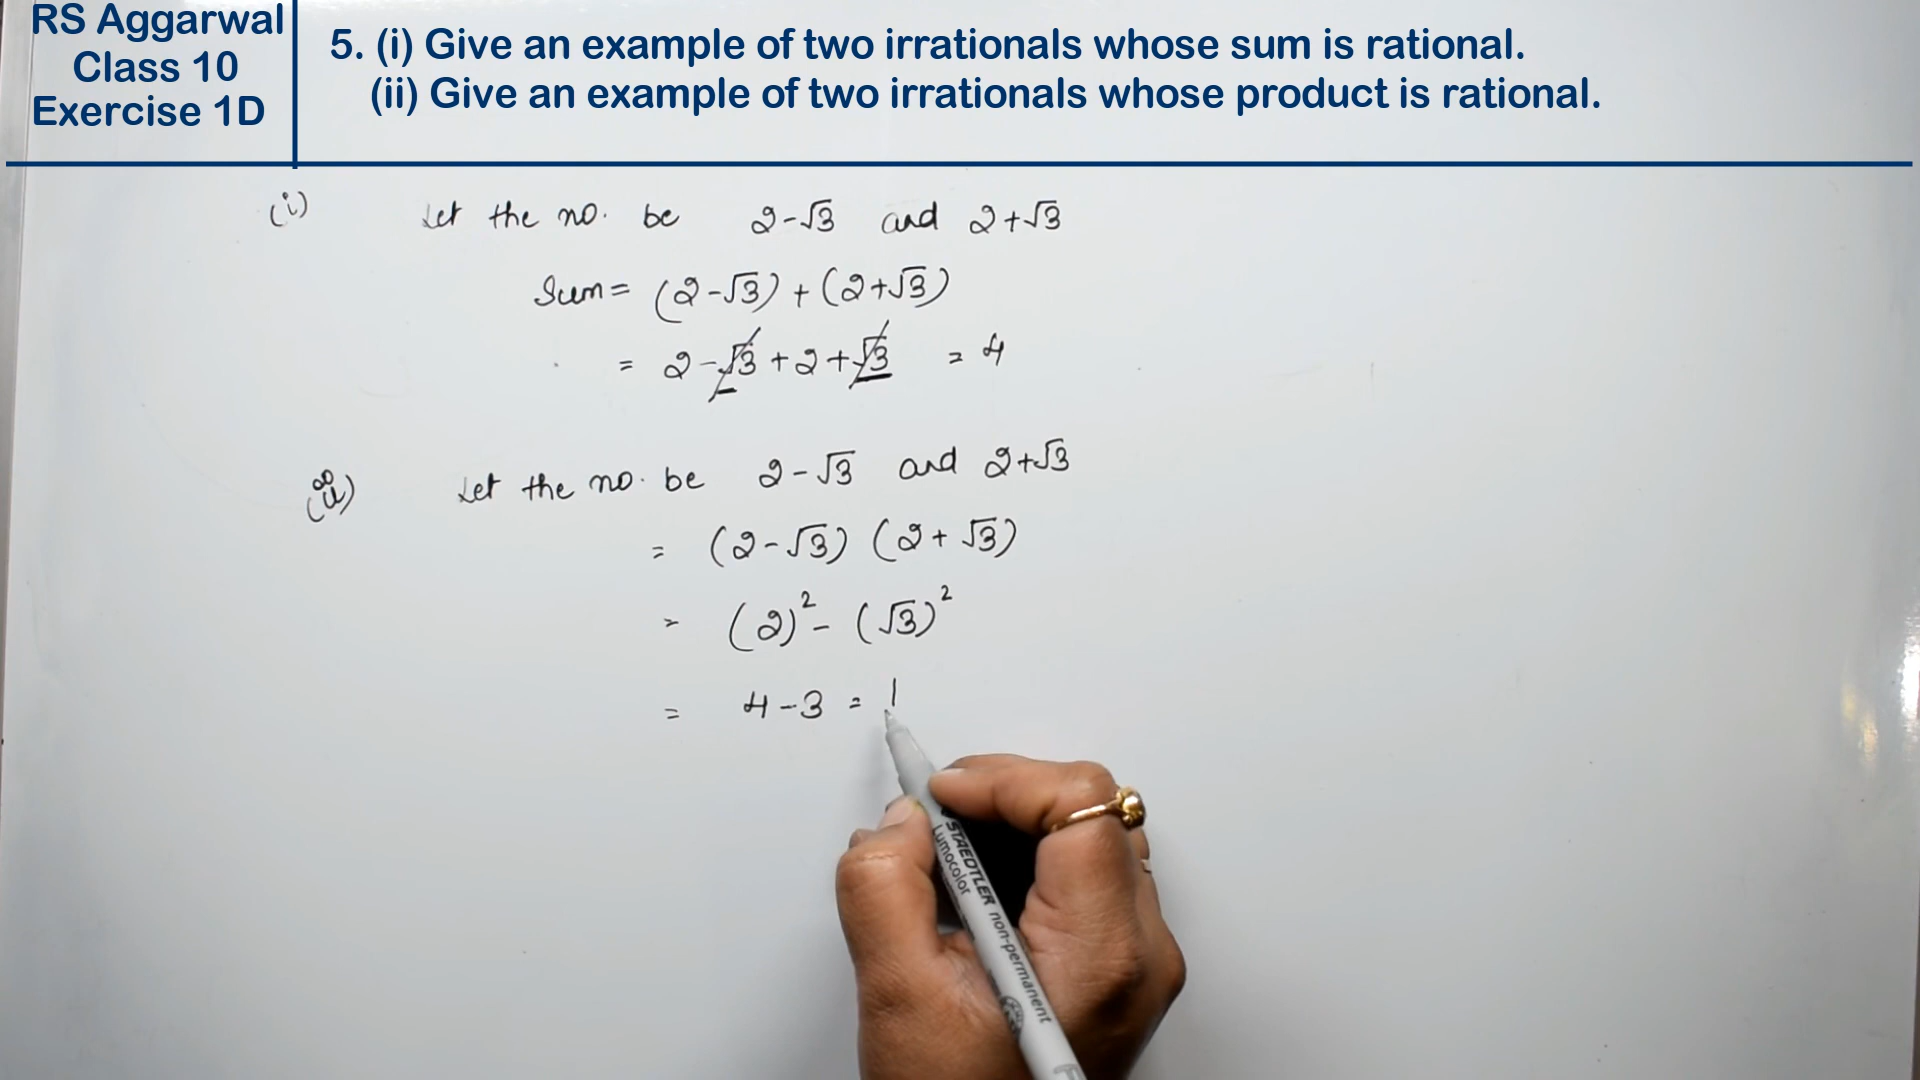 RS Aggarwal
Class 10
Exercise 1D
5. (i) Give an example of two irrationals whose sum is rational.
(ii) Give an example of two irrationals whose product is rational.
(i) Let the no. be 2-√3 and 2+√3
Sum = (2-√3) + (2+√3)
= 2-√3 + 2+√3 = 4
(ii) Let the no. be 2-√3 and 2+√3
= (2-√3) (2+√3)
= (2)² - (√3)²
= 4-3 = 1
STAEDTLER non-permanent
Lumocolor